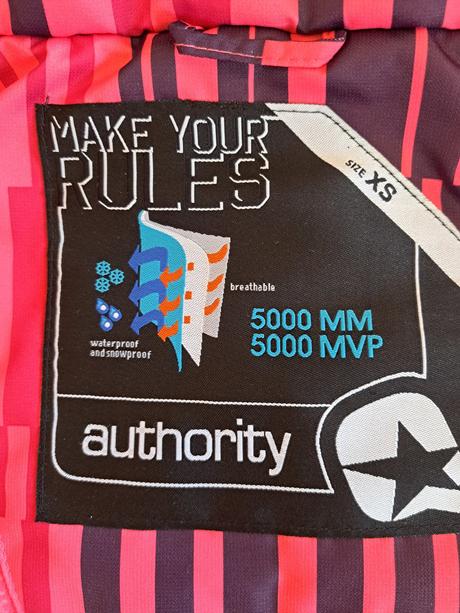 MAKE YOUR
RULES
SIZE XS
breathable
waterproof
and snowproof
5000 MM
5000 MVP
authority